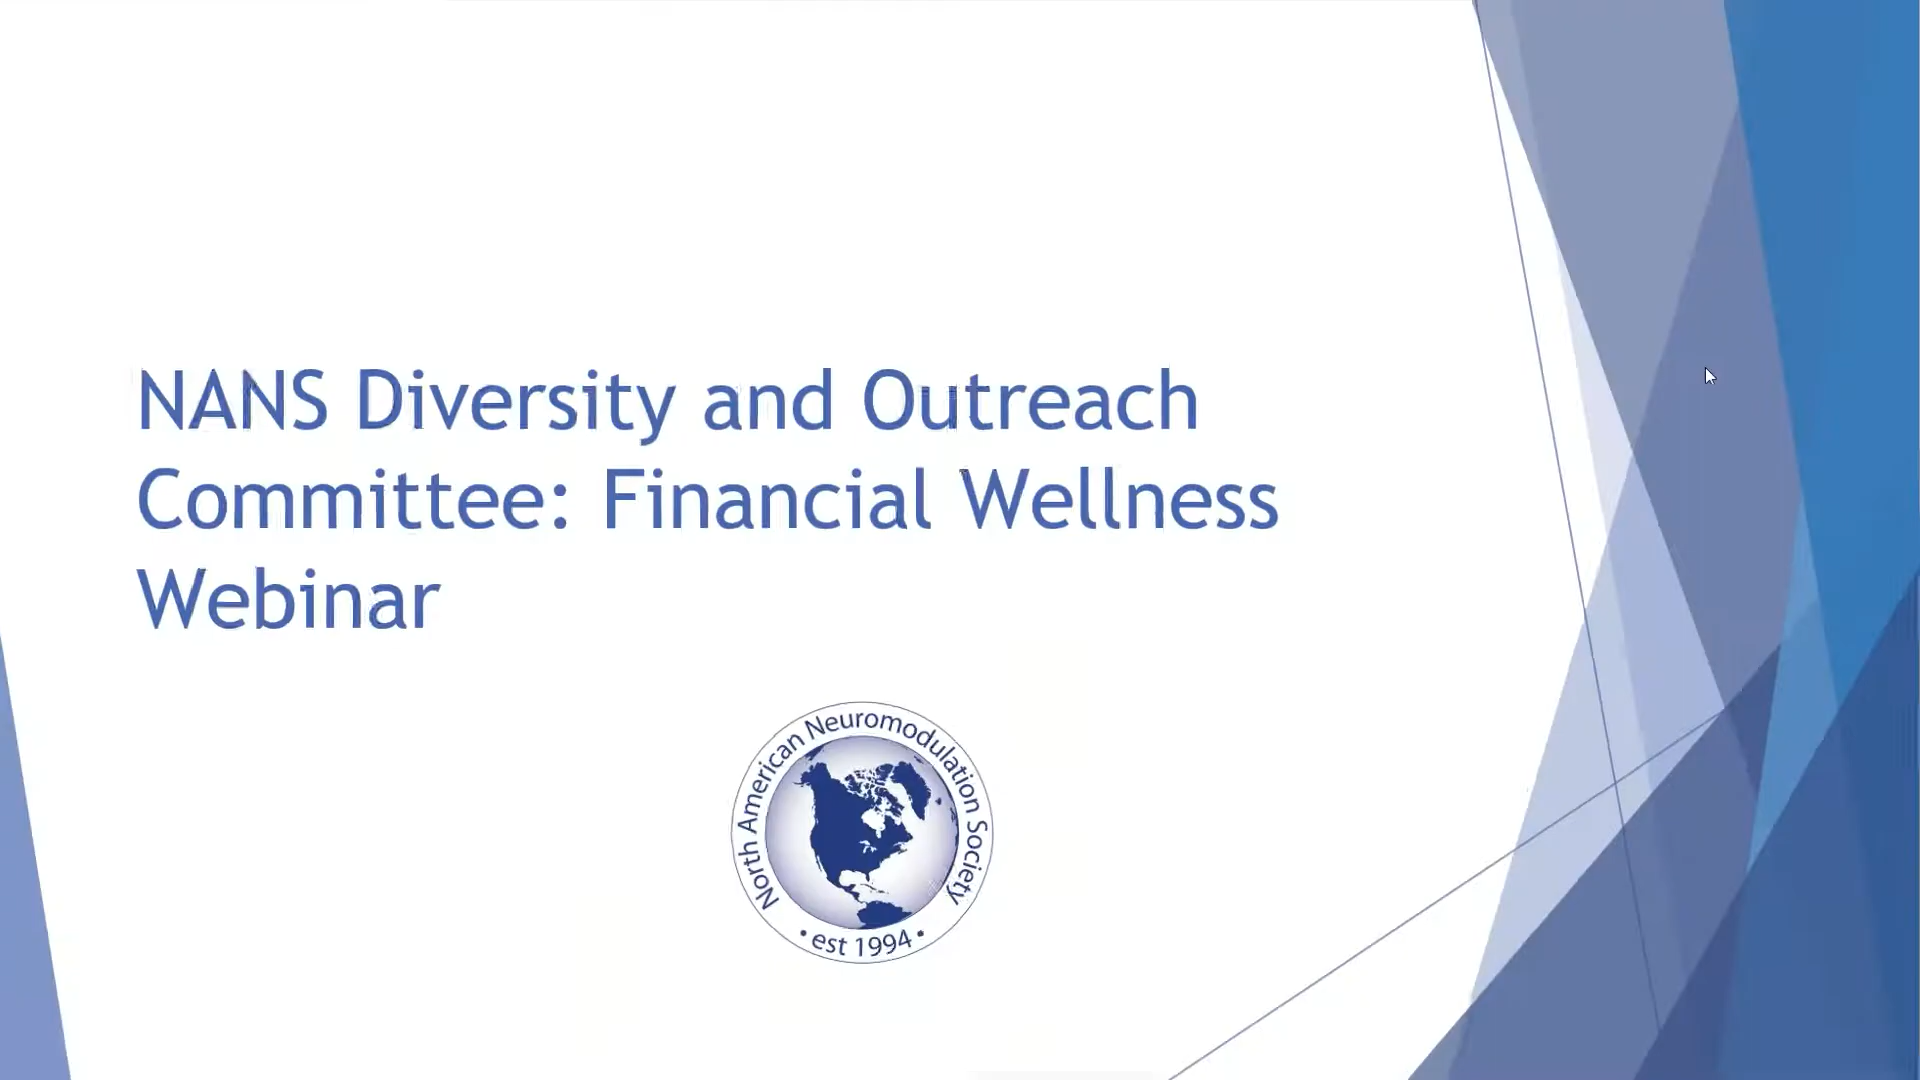 NANS Diversity and Outreach
Committee: Financial Wellness
Webinar
North American Neuromodulation Society
• est 1994 •